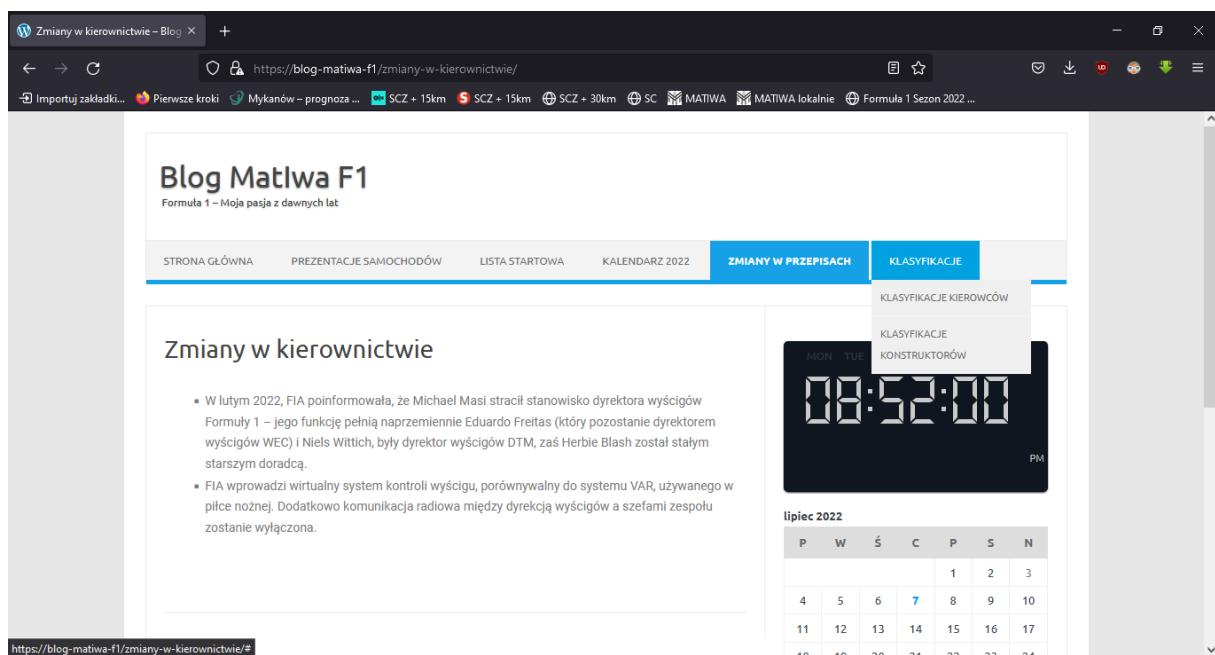 Zmiany w kierownictwie – Blog
https://blog-matiwa-f1/zmiany-w-kierownictwie/
Importuj zakładki... Pierwsze kroki Mykanów – prognoza ... SCZ + 15km SCZ + 15km SCZ + 30km SC MATIWA MATIWA lokalnie Formuła 1 Sezon 2022 ...
Blog MatIwa F1
Formuła 1 – Moja pasja z dawnych lat
STRONA GŁÓWNA PREZENTACJE SAMOCHODÓW LISTA STARTOWA KALENDARZ 2022 ZMIANY W PRZEPISACH KLASYFIKACJE
KLASYFIKACJE KIEROWCÓW
KLASYFIKACJE
KONSTRUKTORÓW
Zmiany w kierownictwie
W lutym 2022, FIA poinformowała, że Michael Masi stracił stanowisko dyrektora wyścigów
Formuły 1 – jego funkcję pełnią naprzemiennie Eduardo Freitas (który pozostanie dyrektorem
wyścigów WEC) i Niels Wittich, były dyrektor wyścigów DTM, zaś Herbie Blash został stałym
starszym doradcą.
FIA wprowadzi wirtualny system kontroli wyścigu, porównywalny do systemu VAR, używanego w
piłce nożnej. Dodatkowo komunikacja radiowa między dyrekcją wyścigów a szefami zespołu
zostanie wyłączona.
MON TUE
08:52:00
PM
lipiec 2022
P W Ś C P S N
1 2 3
4 5 6 7 8 9 10
11 12 13 14 15 16 17
18 19 20 21 22 23 24
https://blog-matiwa-f1/zmiany-w-kierownictwie/#